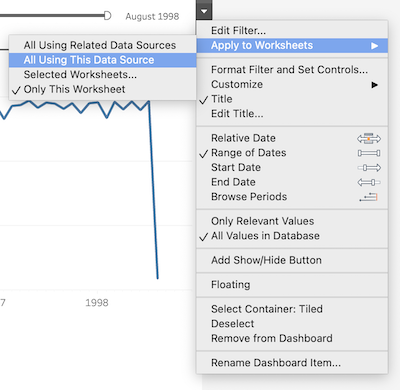 August 1998
Edit Filter...
Apply to Worksheets
All Using Related Data Sources
All Using This Data Source
Selected Worksheets...
Only This Worksheet
Format Filter and Set Controls...
Customize
Title
Edit Title...
Relative Date
Range of Dates
Start Date
End Date
Browse Periods
Only Relevant Values
All Values in Database
Add Show/Hide Button
Floating
Select Container: Tiled
Deselect
Remove from Dashboard
Rename Dashboard Item...
7
1998